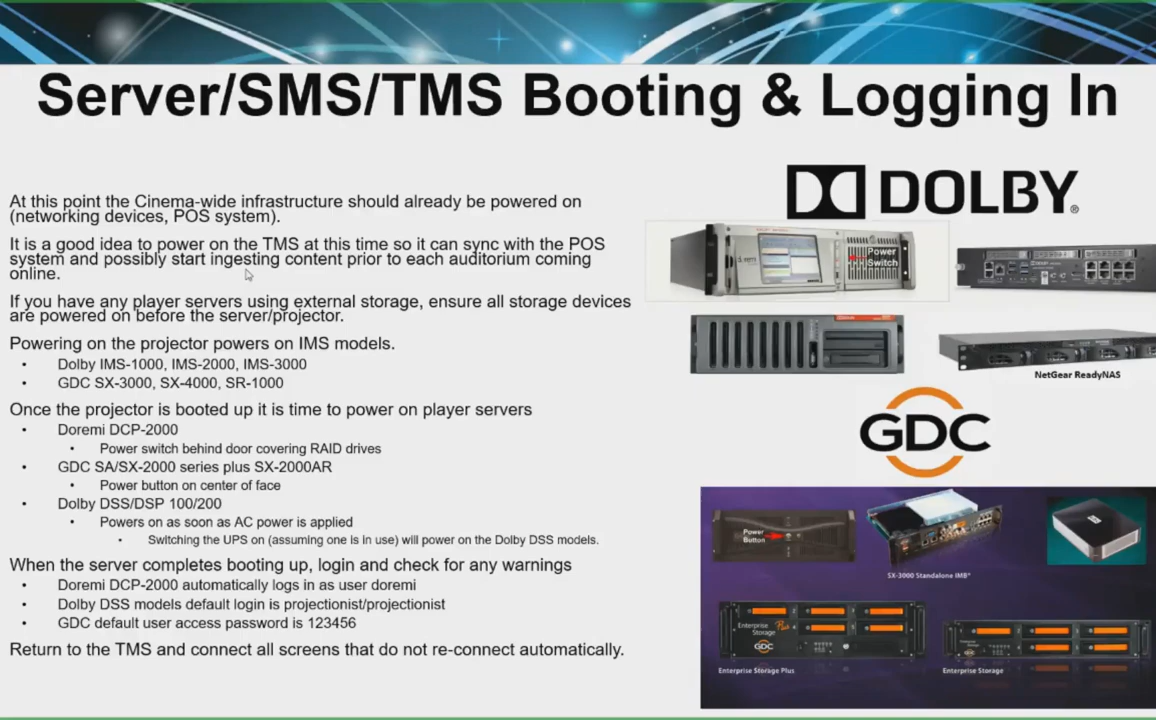 Server/SMS/TMS Booting & Logging In
At this point the Cinema-wide infrastructure should already be powered on
(networking devices, POS system).
It is a good idea to power on the TMS at this time so it can sync with the POS
system and possibly start ingesting content prior to each auditorium coming
online.
If you have any player servers using external storage, ensure all storage devices
are powered on before the server/projector.
Powering on the projector powers on IMS models.
• Dolby IMS-1000, IMS-2000, IMS-3000
• GDC SX-3000, SX-4000, SR-1000
Once the projector is booted up it is time to power on player servers
• Doremi DCP-2000
• Power switch behind door covering RAID drives
• GDC SA/SX-2000 series plus SX-2000AR
• Power button on center of face
• Dolby DSS/DSP 100/200
• Powers on as soon as AC power is applied
• Switching the UPS on (assuming one is in use) will power on the Dolby DSS models.
When the server completes booting up, login and check for any warnings
• Doremi DCP-2000 automatically logs in as user doremi
• Dolby DSS models default login is projectionist/projectionist
• GDC default user access password is 123456
Return to the TMS and connect all screens that do not re-connect automatically.
DOLBY®
Power
Switch
NetGear ReadyNAS
GDC
Power
Button
SX-3000 Standalone IMB®
Enterprise Plus
Storage
GDC
Enterprise Storage Plus
Enterprise Storage